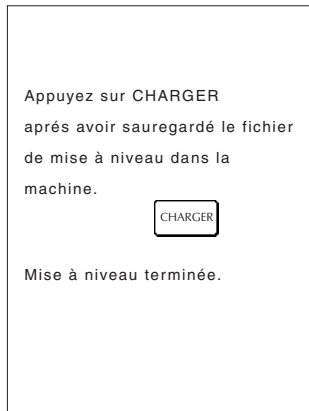 Appuyez sur CHARGER
aprés avoir sauregardé le fichier
de mise à niveau dans la
machine.
CHARGER
Mise à niveau terminée.